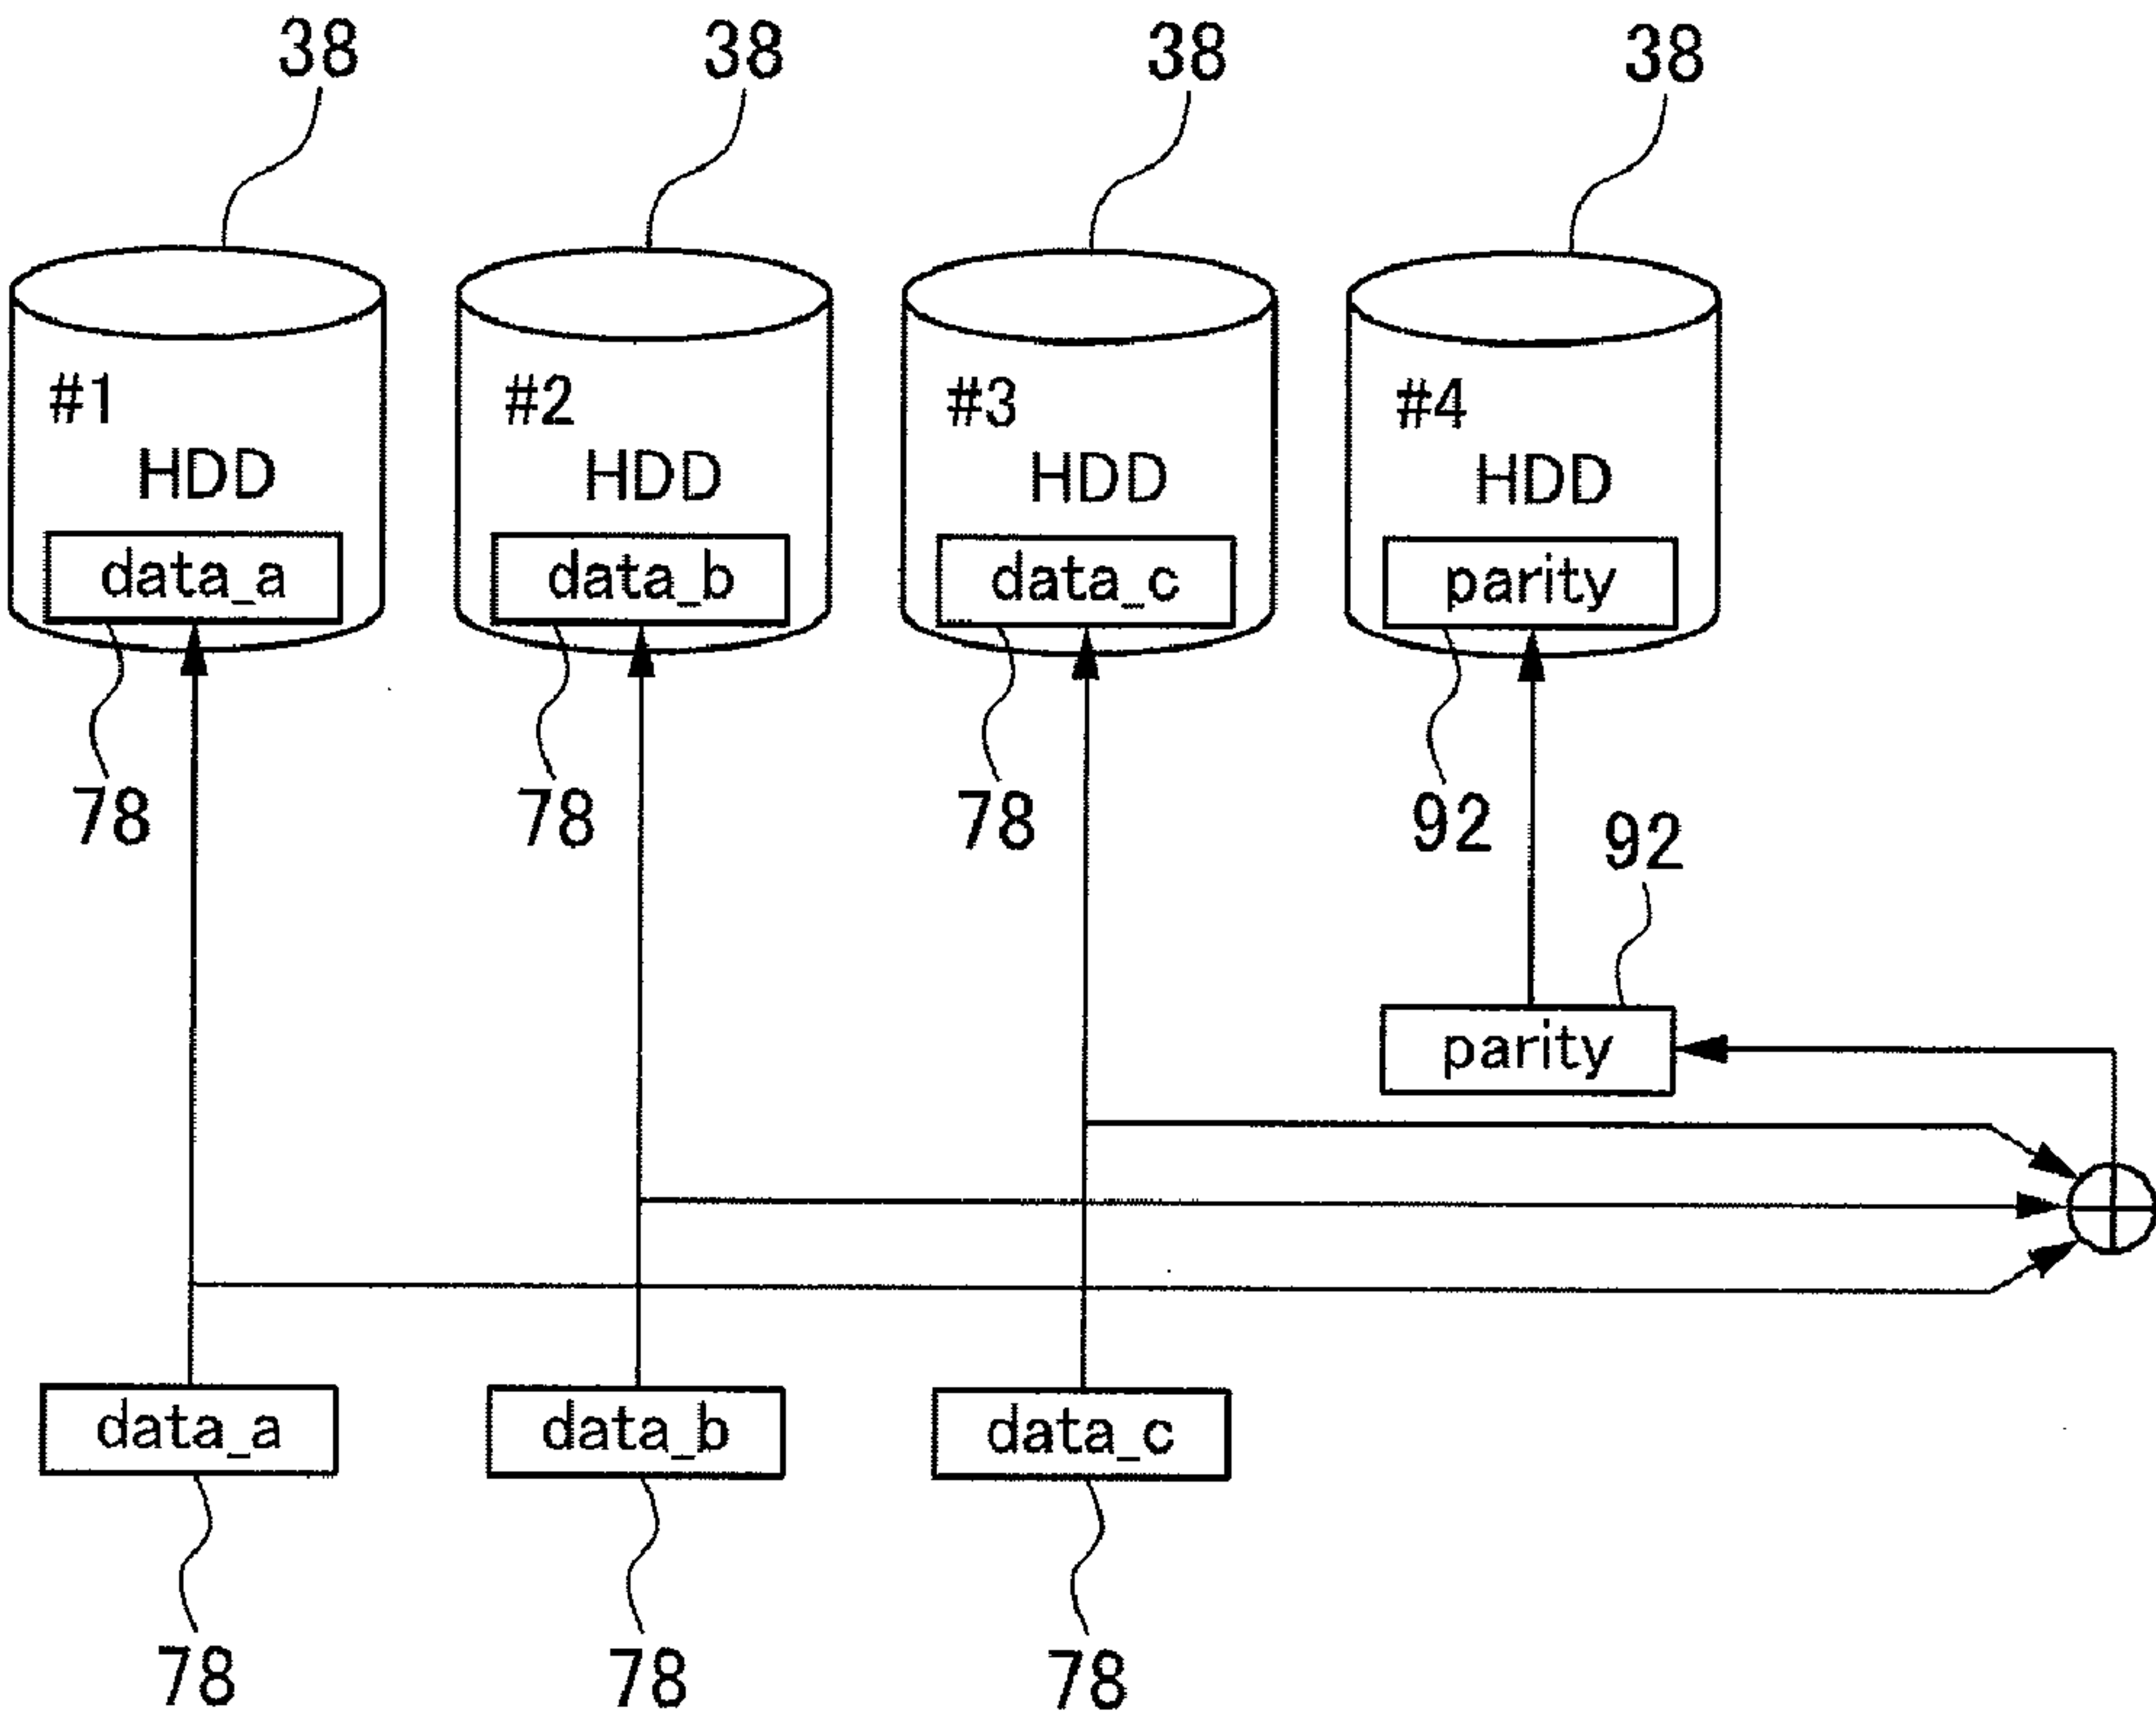 38 38 38 38
#1 #2 #3 #4
HDD HDD HDD HDD
data_a data_b data_c parity
78 78 78 92
92
parity
data_a data_b data_c
78 78 78